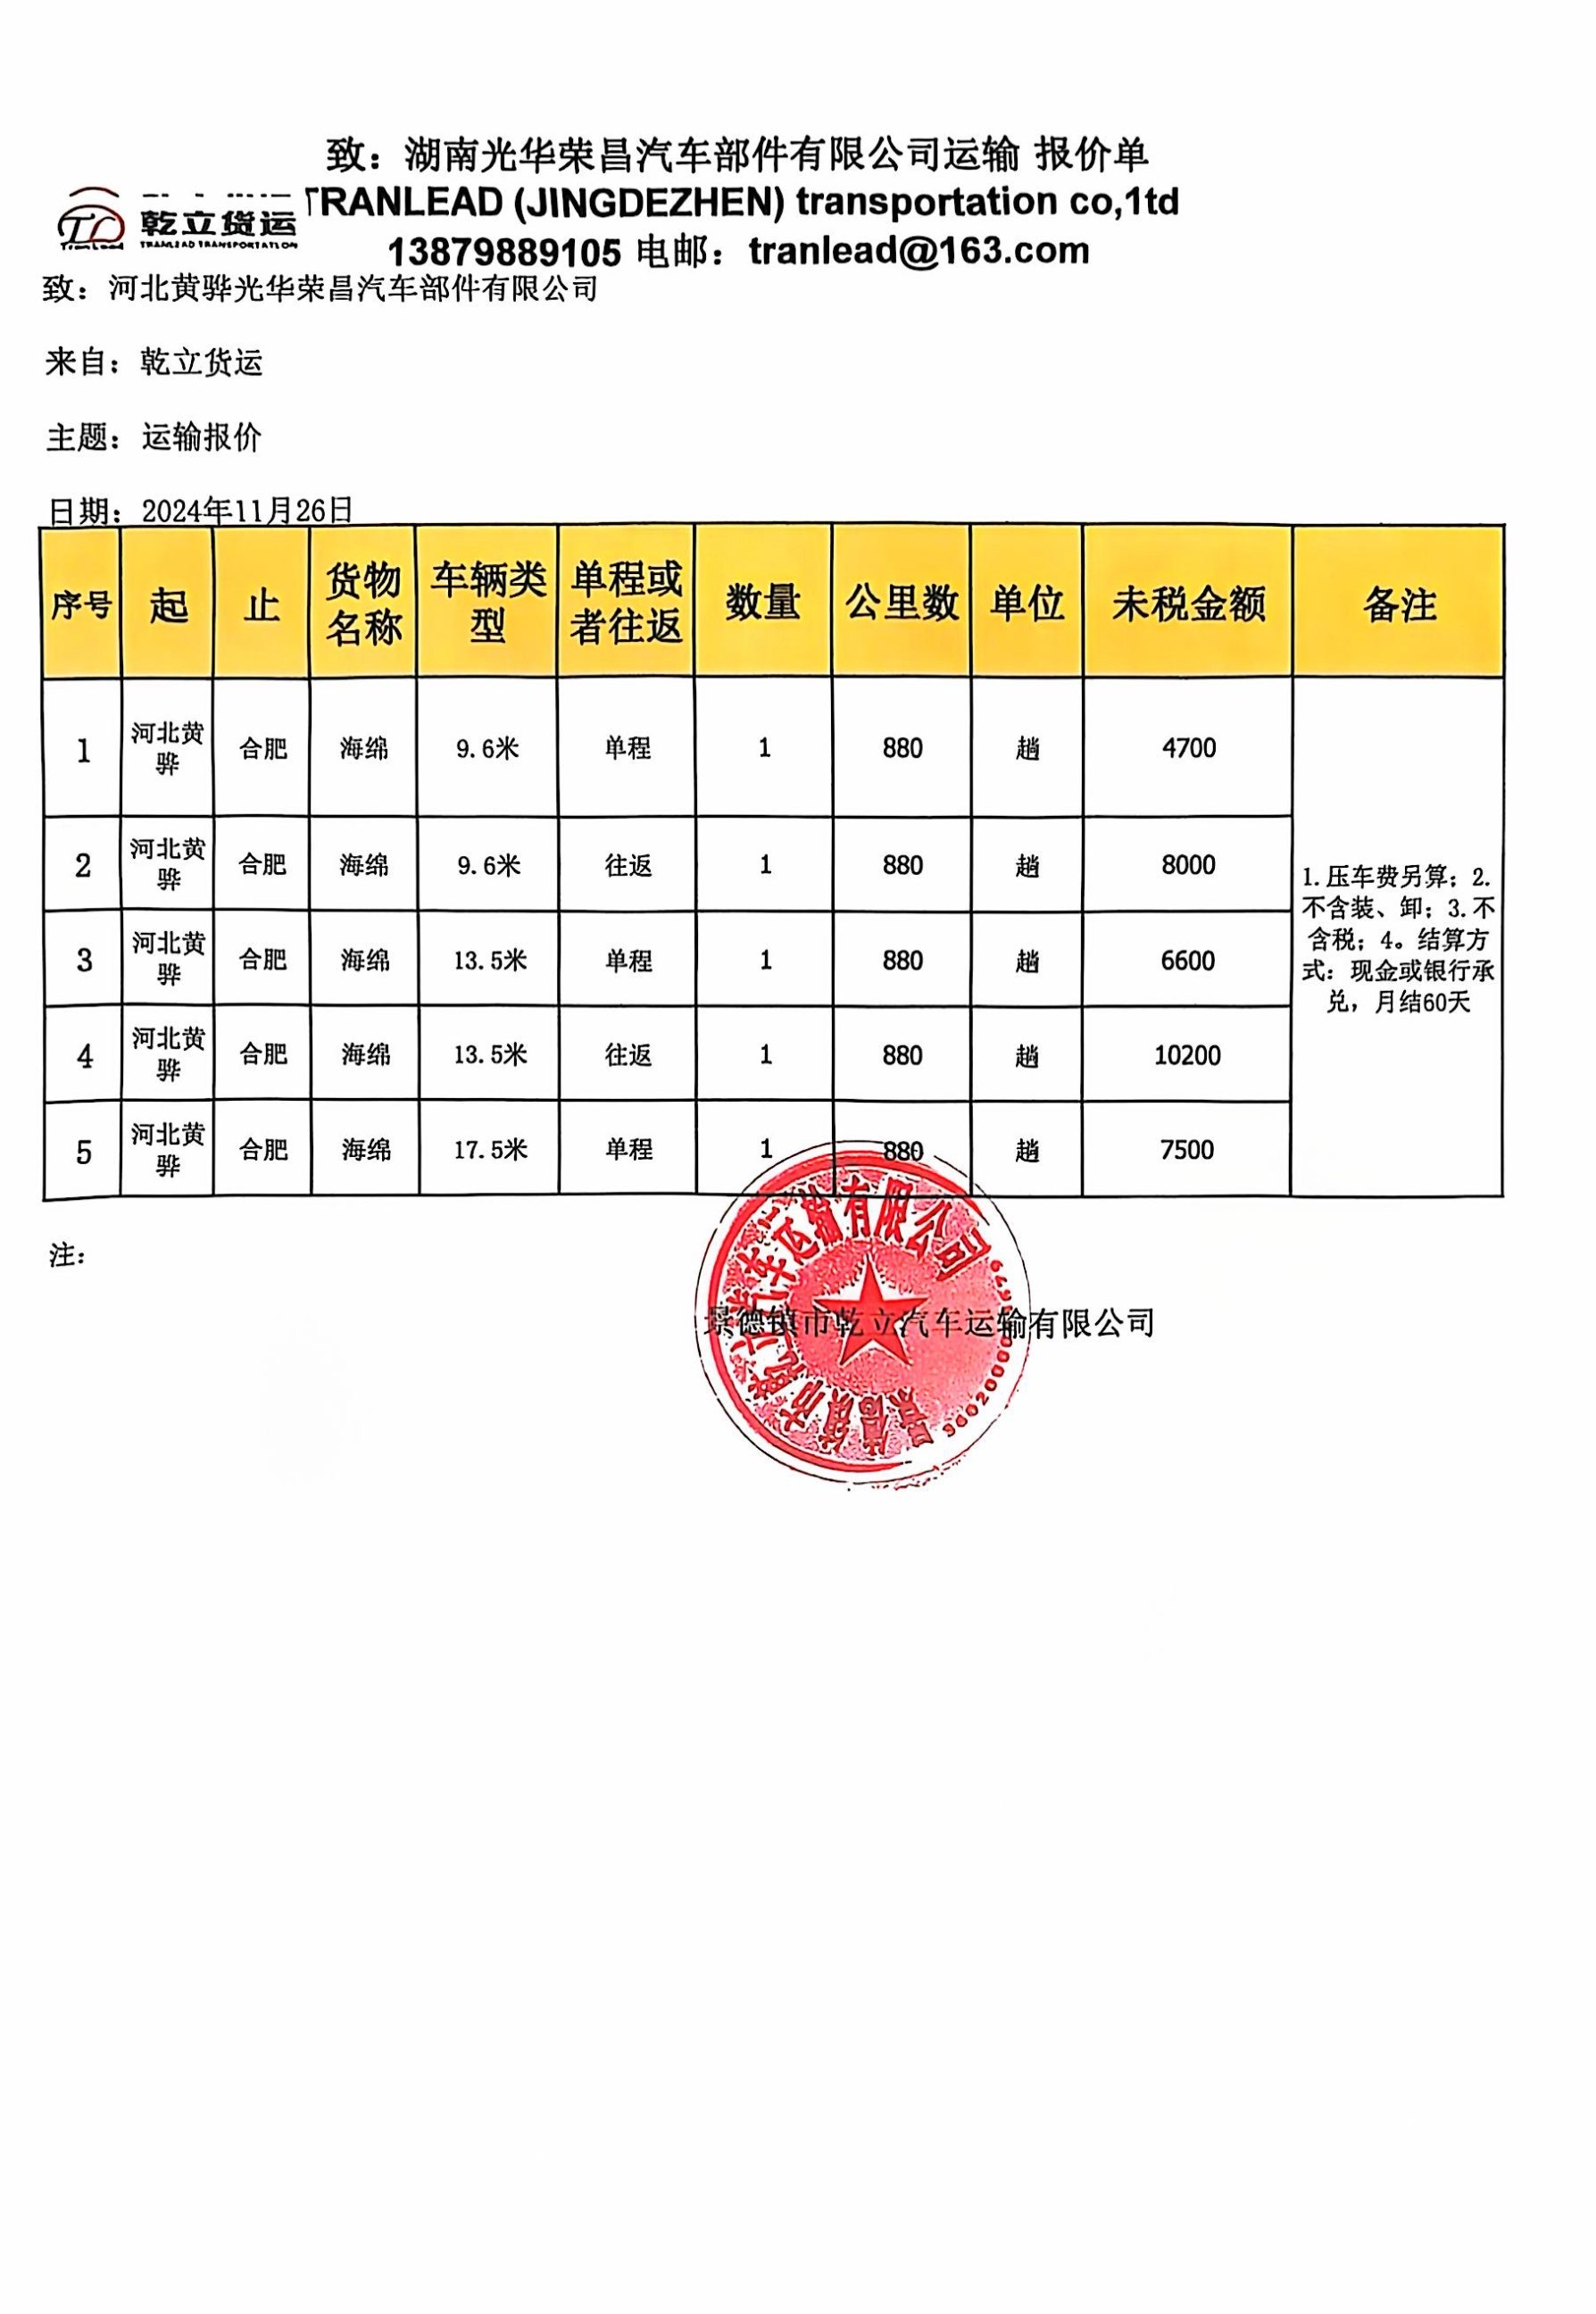 致：湖南光华荣昌汽车部件有限公司运输 报价单
乾立货运
TRANLEAD TRANSPORTATION
TRANLEAD (JINGDEZHEN) transportation co,1td
13879889105 电邮：tranlead@163.com
致：河北黄骅光华荣昌汽车部件有限公司
来自：乾立货运
主题：运输报价
日期：2024年11月26日
序号 起 止 货物名称 车辆类型 单程或者往返 数量 公里数 单位 未税金额 备注
1 河北黄骅 合肥 海绵 9.6米 单程 1 880 趟 4700
2 河北黄骅 合肥 海绵 9.6米 往返 1 880 趟 8000
3 河北黄骅 合肥 海绵 13.5米 单程 1 880 趟 6600
4 河北黄骅 合肥 海绵 13.5米 往返 1 880 趟 10200
5 河北黄骅 合肥 海绵 17.5米 单程 1 880 趟 7500
1.压车费另算；2.
不含装、卸；3.不
含税；4。结算方
式：现金或银行承
兑，月结60天
注：
景德镇市乾立汽车运输有限公司